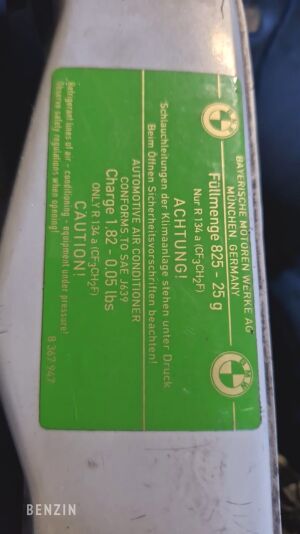 BMW
BMW
BAYERISCHE MOTOREN WERKE AG
MÜNCHEN, GERMANY
Füllmenge 825 - 25 g
Nur R 134 a (CF₃CH₂F)
ACHTUNG!
Schlauchleitungen der Klimaanlage stehen unter Druck
Beim Öffnen Sicherheitsvorschriften beachten!
AUTOMOTIVE AIR CONDITIONER
CONFORMS TO SAE J639
Charge 1.82 - 0.05 lbs
ONLY R 134 a (CF₃CH₂F)
CAUTION!
Refrigerant lines of air - conditioning - equipment under pressure!
Observe safety regulations when opening!
8 367 947
BENZIN